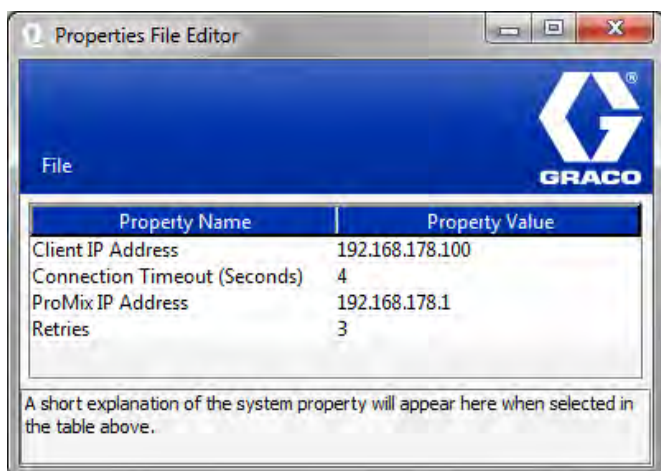 Properties File Editor
®
File
GRACO
Property Name Property Value
Client IP Address 192.168.178.100
Connection Timeout (Seconds) 4
ProMix IP Address 192.168.178.1
Retries 3
A short explanation of the system property will appear here when selected in
the table above.